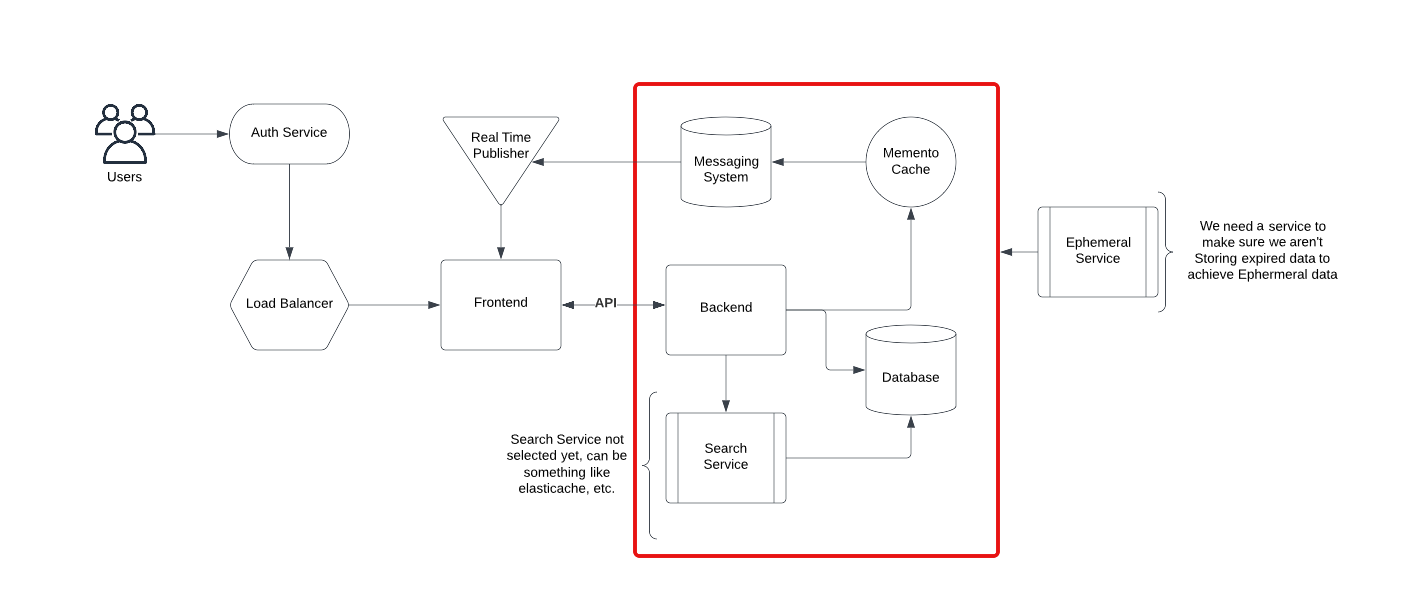 Users
Auth Service
Load Balancer
Real Time
Publisher
Frontend
API
Messaging
System
Memento
Cache
Backend
Database
Search
Service
Search Service not
selected yet, can be
something like
elasticache, etc.
Ephemeral
Service
We need a service to
make sure we aren't
Storing expired data to
achieve Ephermeral data